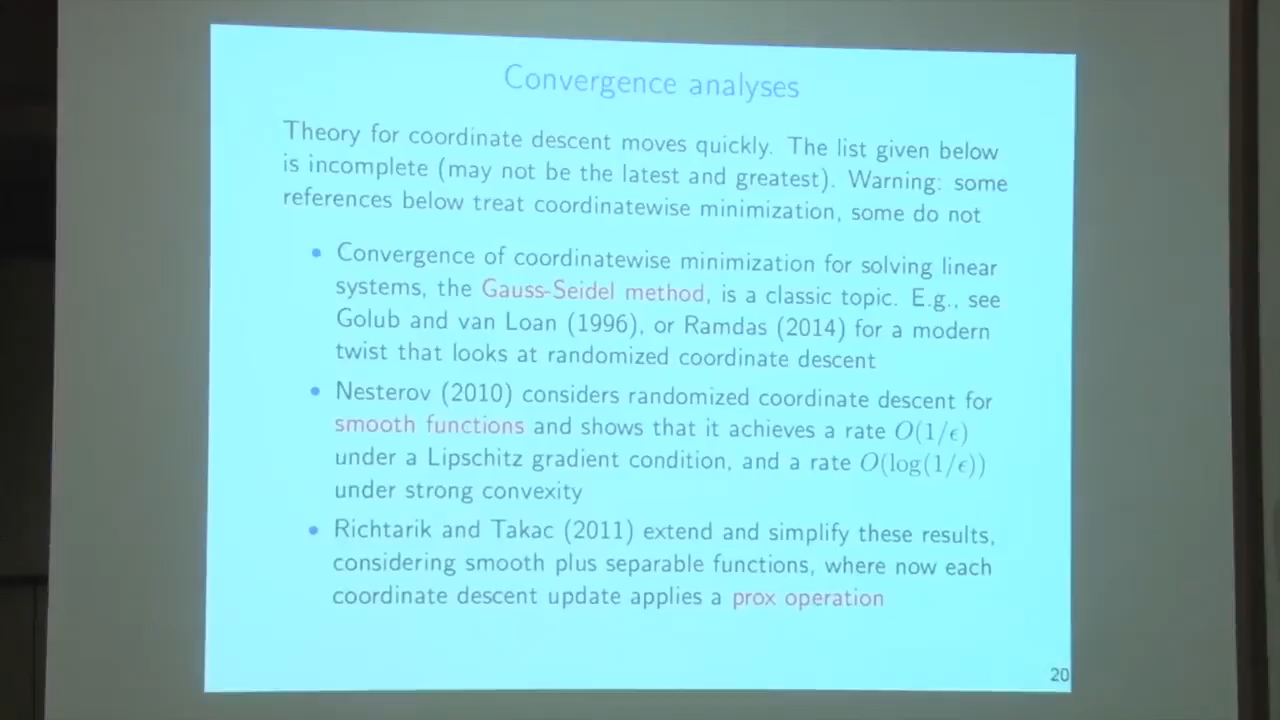 Convergence analyses
Theory for coordinate descent moves quickly. The list given below
is incomplete (may not be the latest and greatest). Warning: some
references below treat coordinatewise minimization, some do not
• Convergence of coordinatewise minimization for solving linear
systems, the Gauss-Seidel method, is a classic topic. E.g., see
Golub and van Loan (1996), or Ramdas (2014) for a modern
twist that looks at randomized coordinate descent
• Nesterov (2010) considers randomized coordinate descent for
smooth functions and shows that it achieves a rate O(1/ϵ)
under a Lipschitz gradient condition, and a rate O(log(1/ϵ))
under strong convexity
• Richtarik and Takac (2011) extend and simplify these results,
considering smooth plus separable functions, where now each
coordinate descent update applies a prox operation
20